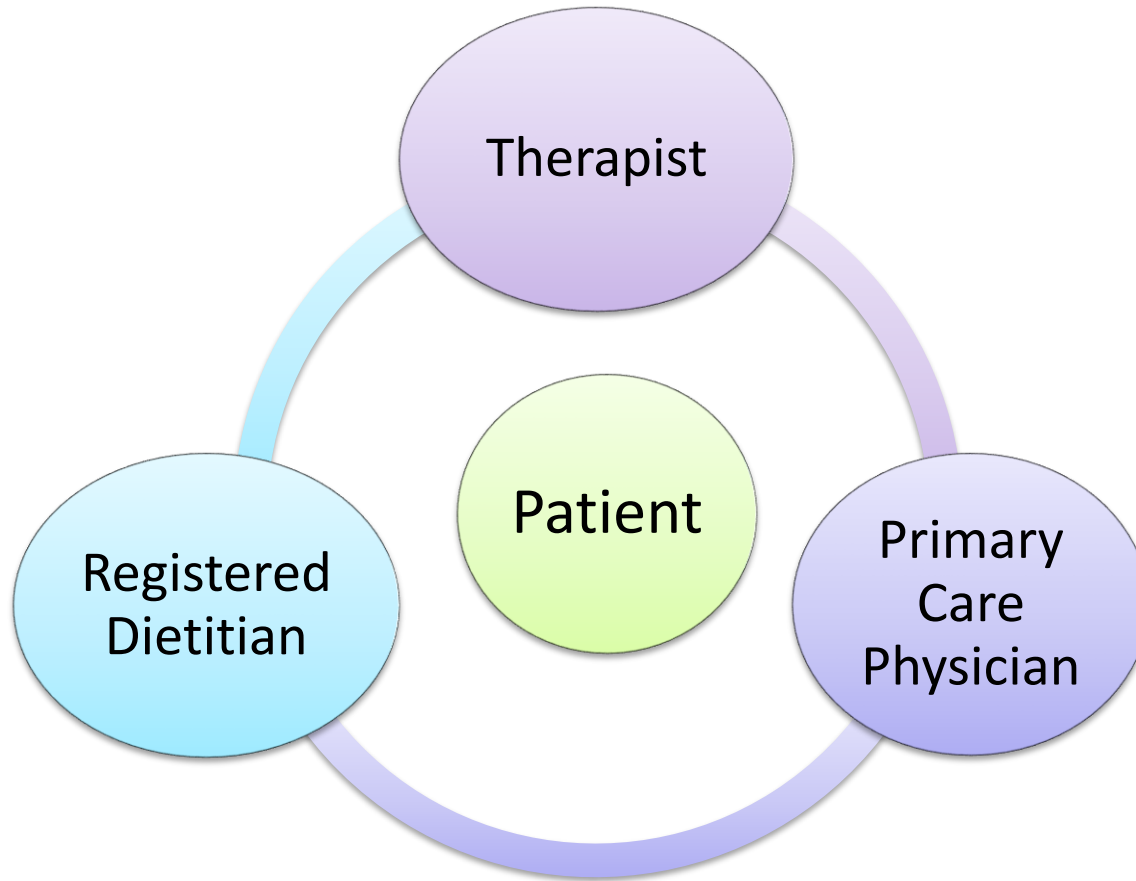 Therapist
Patient
Registered
Dietitian
Primary
Care
Physician